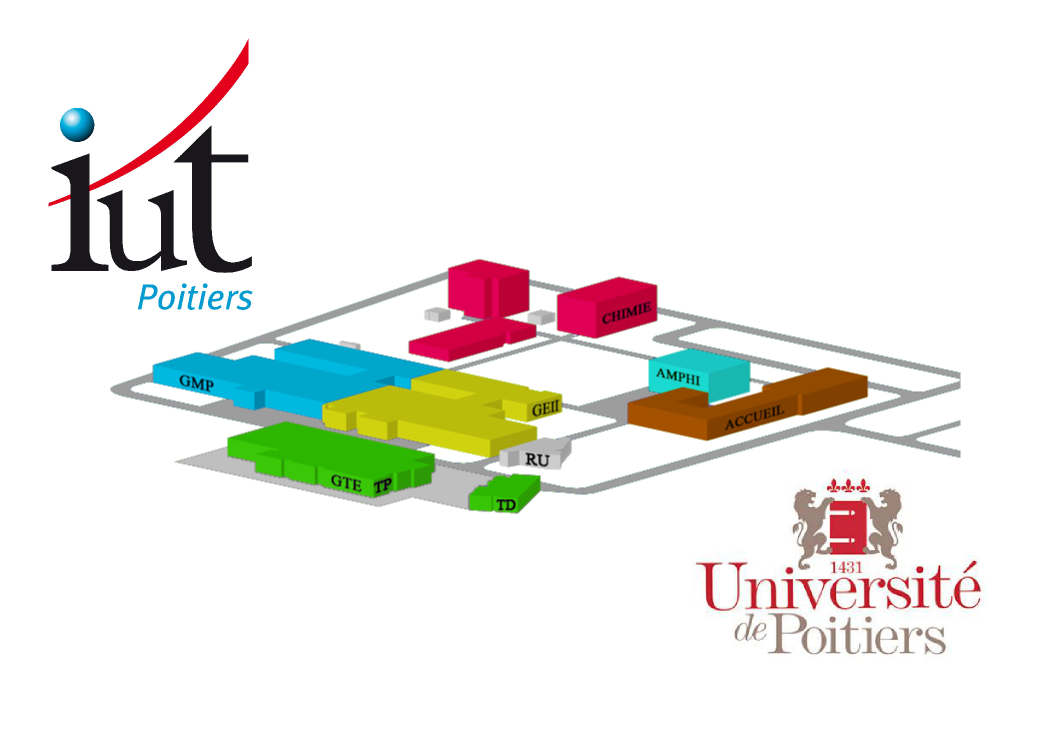 iut
Poitiers
CHIMIE
GMP
AMPHI
GEII
ACCUEIL
RU
GTE
TP
TD
1431
Université
de Poitiers